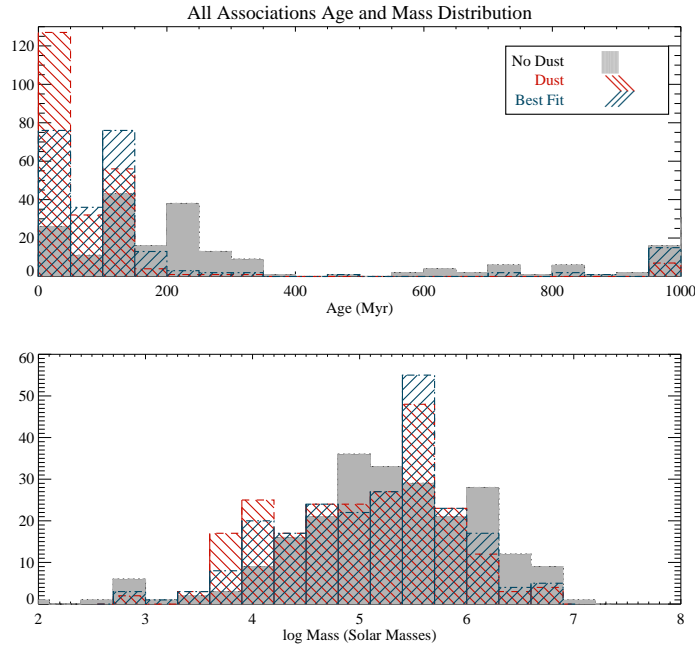 All Associations Age and Mass Distribution
120
100
80
60
40
20
0
No Dust
Dust
Best Fit
0 200 400 600 800 1000
Age (Myr)
60
50
40
30
20
10
0
2 3 4 5 6 7 8
log Mass (Solar Masses)